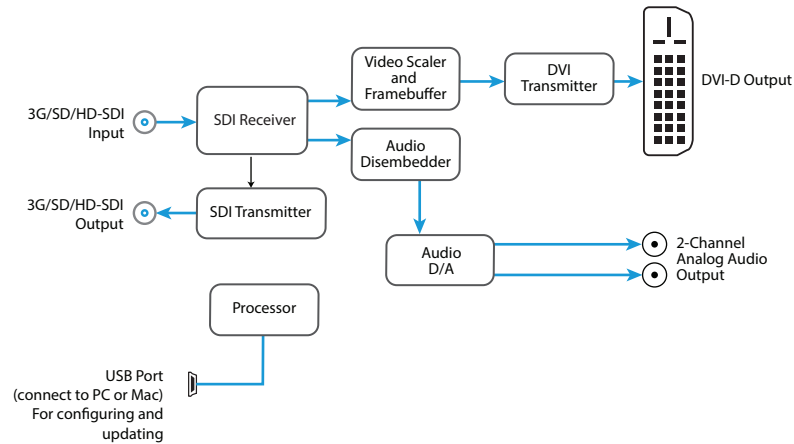 Video Scaler
and
Framebuffer
DVI
Transmitter
DVI-D Output
3G/SD/HD-SDI
Input
SDI Receiver
Audio
Disembedder
3G/SD/HD-SDI
Output
SDI Transmitter
Audio
D/A
2-Channel
Analog Audio
Output
Processor
USB Port
(connect to PC or Mac)
For configuring and
updating